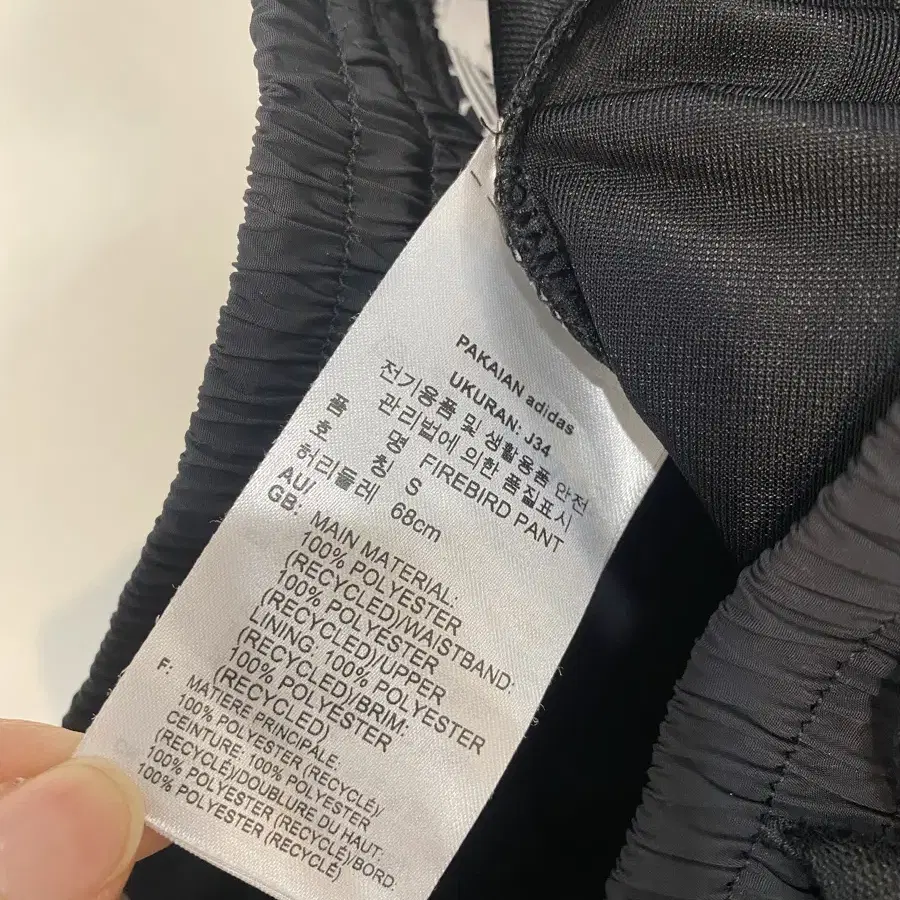 PAKAIAN adidas
UKURAN: J34
전기용품 및 생활용품 안전
관리법에 의한 품질표시
품 명 FIREBIRD PANT
호 칭 S
허리둘레 68cm
AU/
GB: MAIN MATERIAL:
100% POLYESTER
(RECYCLED)/WAISTBAND:
100% POLYESTER
(RECYCLED)/UPPER
LINING: 100% POLYESTER
(RECYCLED)/BRIM:
100% POLYESTER
(RECYCLED)
F: MATIÈRE PRINCIPALE:
100% POLYESTER (RECYCLÉ)/
CEINTURE: 100% POLYESTER
(RECYCLÉ)/DOUBLURE DU HAUT:
100% POLYESTER (RECYCLÉ)/BORD:
100% POLYESTER (RECYCLÉ)